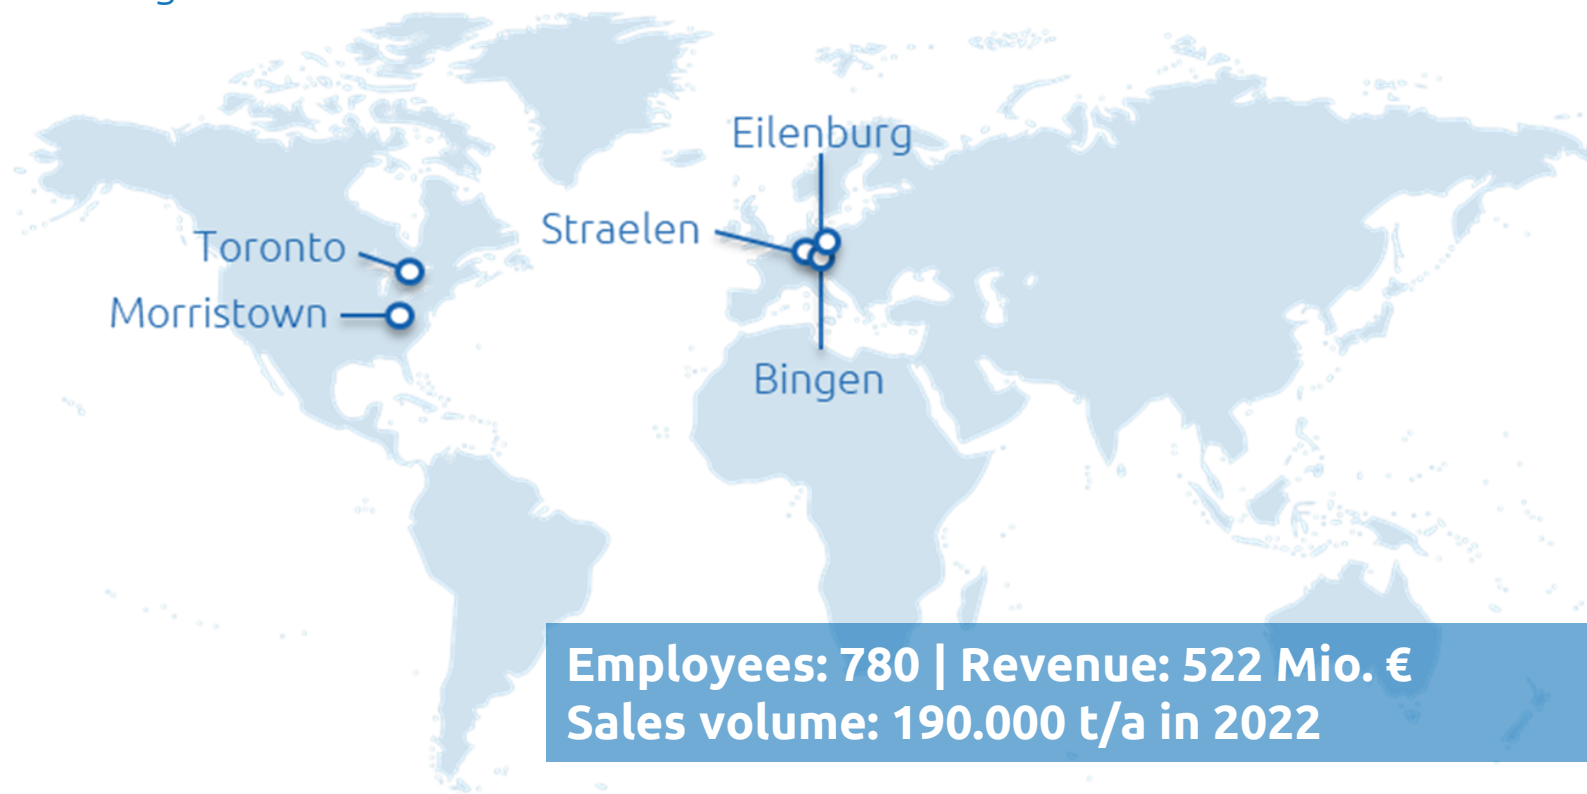 Eilenburg
Straelen
Toronto
Morristown
Bingen
Employees: 780 | Revenue: 522 Mio. €
Sales volume: 190.000 t/a in 2022